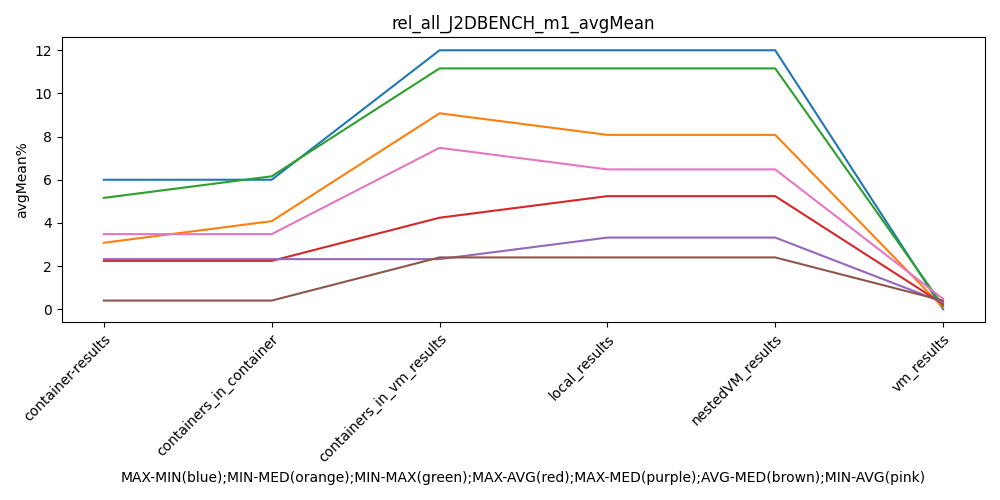 rel_all_J2DBENCH_m1_avgMean
avgMean%
12
10
8
6
4
2
0
container-results
containers_in_container
containers_in_vm_results
local_results
nestedVM_results
vm_results
MAX-MIN(blue);MIN-MED(orange);MIN-MAX(green);MAX-AVG(red);MAX-MED(purple);AVG-MED(brown);MIN-AVG(pink)